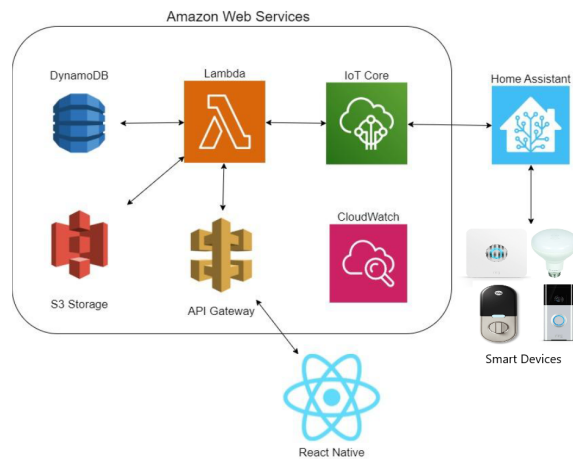 Amazon Web Services
DynamoDB
Lambda
IoT Core
Home Assistant
CloudWatch
S3 Storage
API Gateway
Smart Devices
React Native